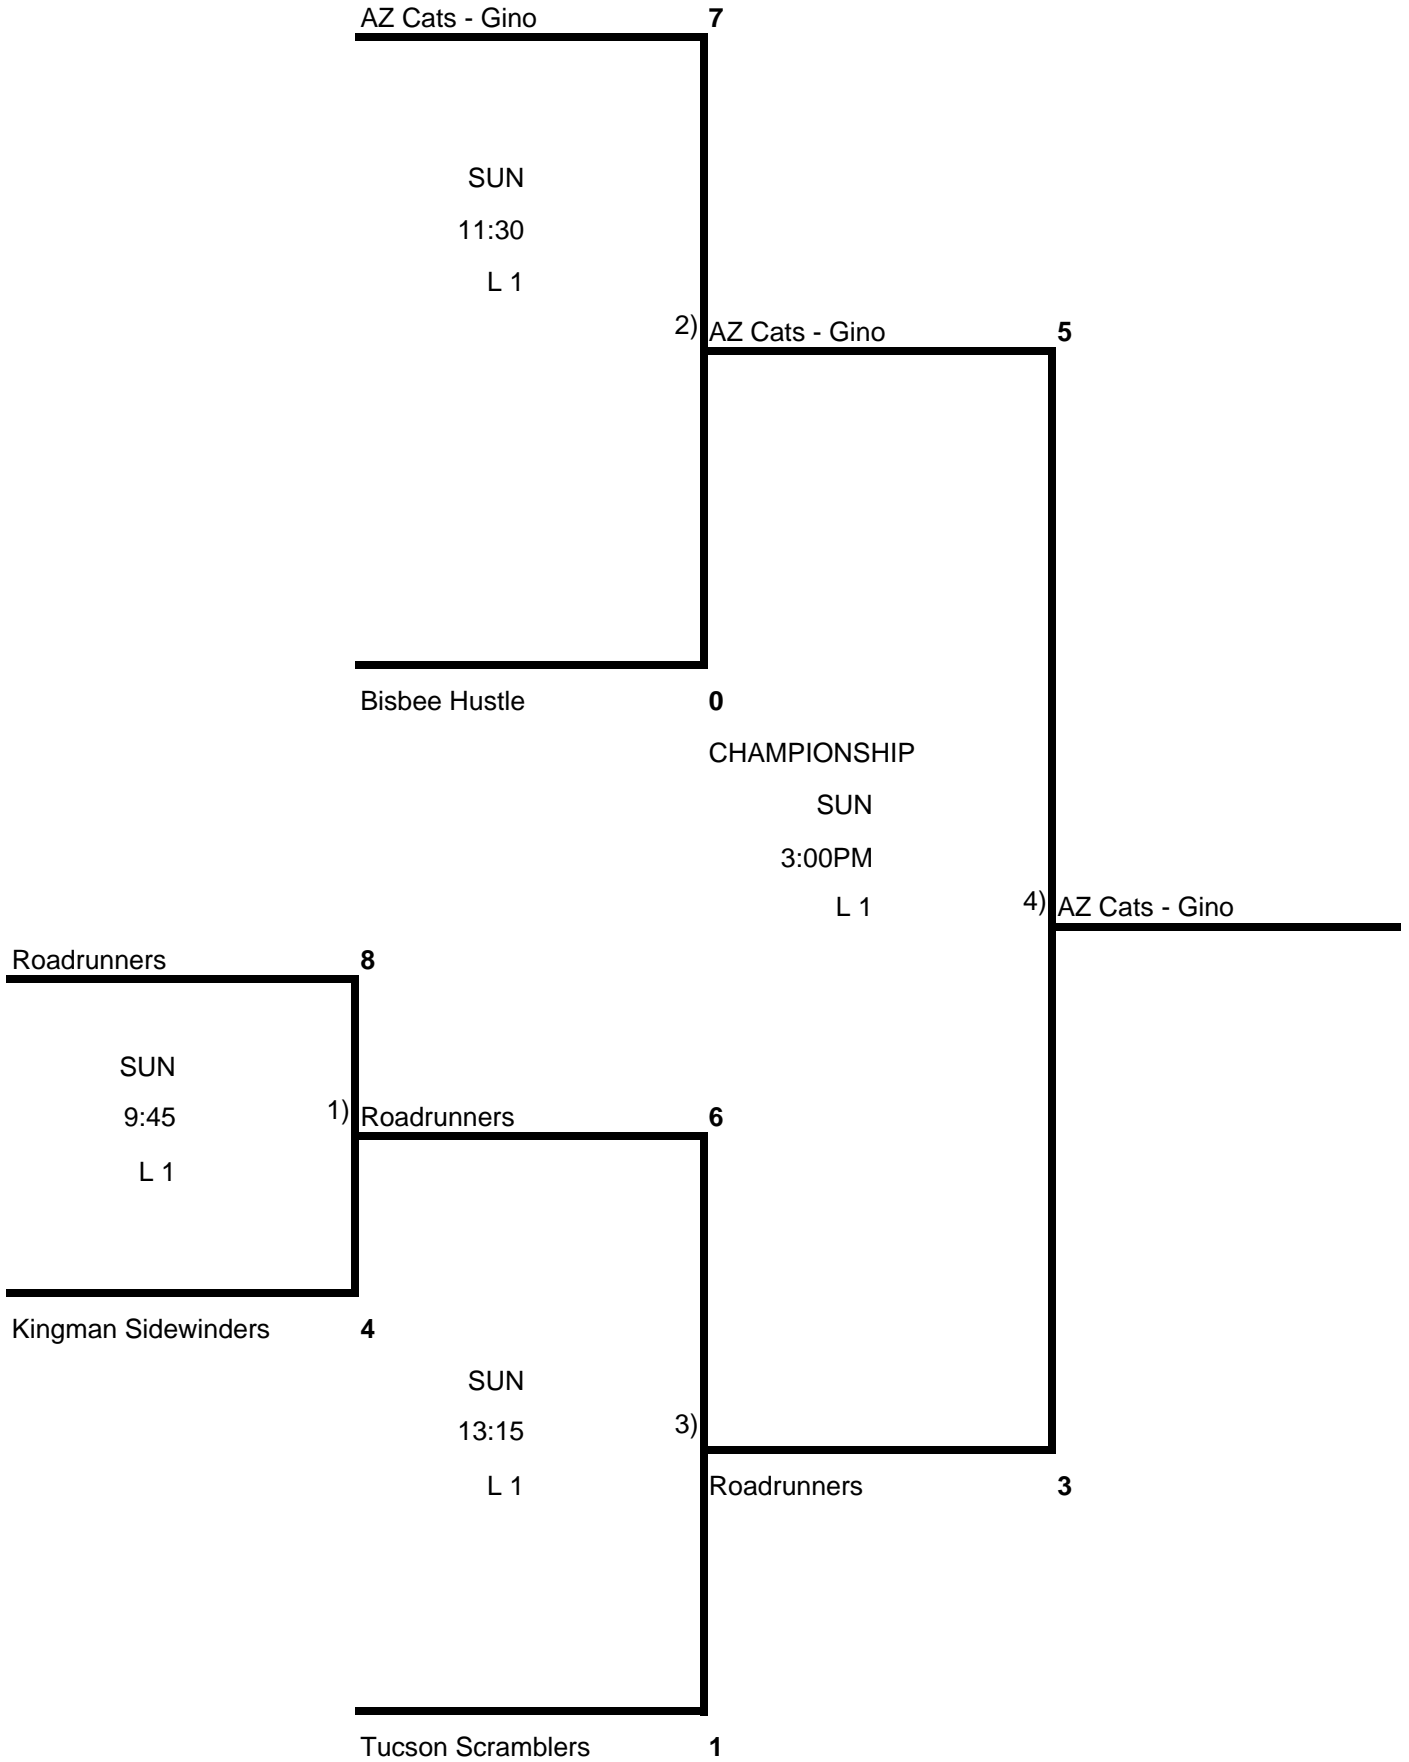 AZ Cats - Gino 7
SUN
11:30
L 1
2) AZ Cats - Gino 5
Bisbee Hustle 0
CHAMPIONSHIP
SUN
3:00PM
L 1
4) AZ Cats - Gino
Roadrunners 8
SUN
9:45
L 1
1) Roadrunners 6
Kingman Sidewinders 4
SUN
13:15
L 1
3)
Roadrunners 3
Tucson Scramblers 1